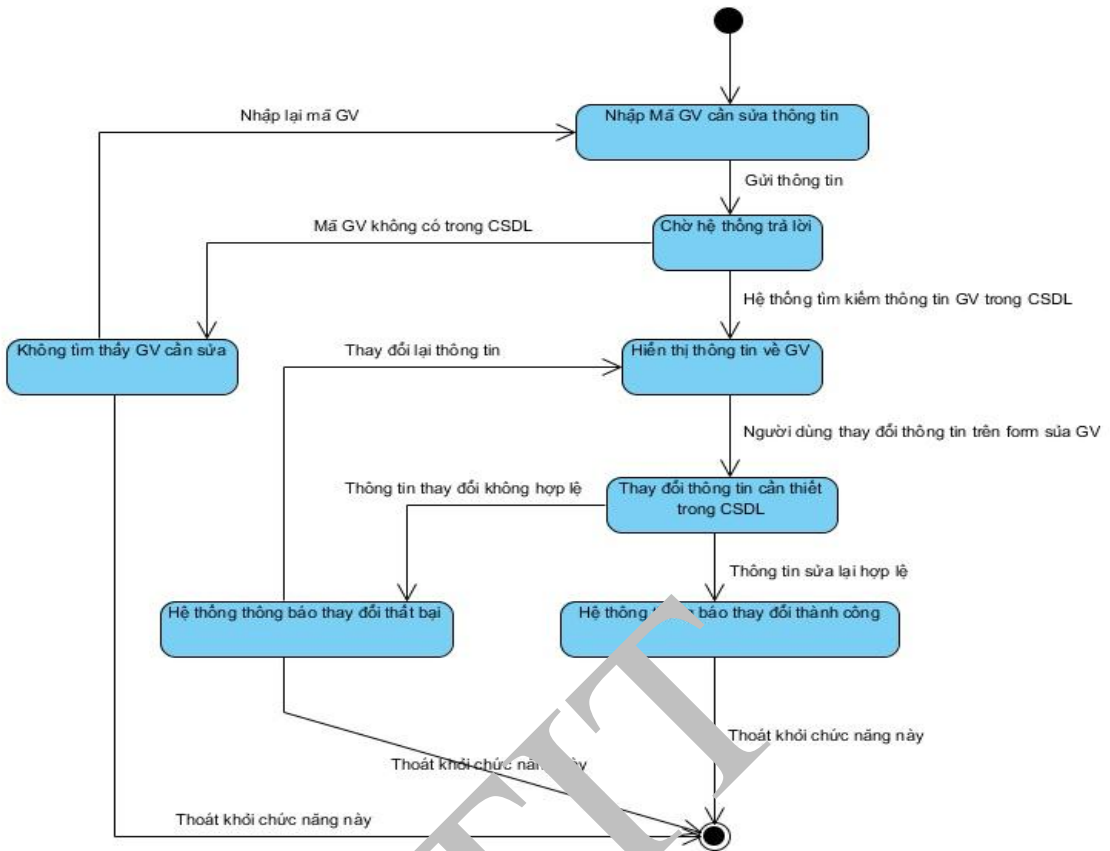 Nhập lại mã GV
Nhập Mã GV cần sửa thông tin
Gửi thông tin
Mã GV không có trong CSDL
Chờ hệ thống trả lời
Hệ thống tìm kiếm thông tin GV trong CSDL
Không tìm thấy GV cần sửa
Thay đổi lại thông tin
Hiển thị thông tin về GV
Người dùng thay đổi thông tin trên form sủa GV
Thông tin thay đổi không hợp lệ
Thay đổi thông tin cần thiết
trong CSDL
Thông tin sửa lại hợp lệ
Hệ thống thông báo thay đổi thất bại
Hệ thông báo thay đổi thành công
Thoát khỏi chức năng này
Thoát khỏi chức
Thoát khỏi chức năng này